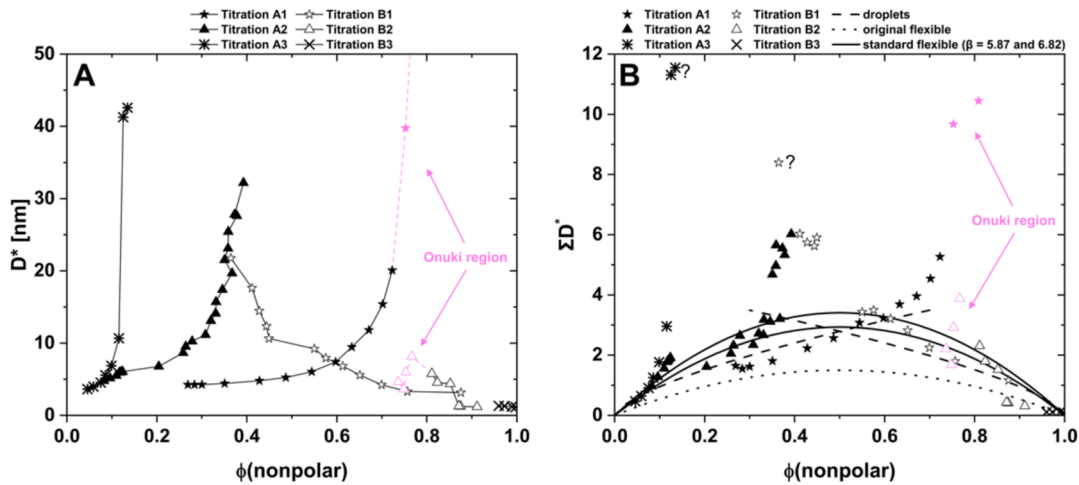 Titration A1 Titration B1
Titration A2 Titration B2
Titration A3 Titration B3
A
50
40
30
20
10
0
D* [nm]
Onuki region
0.0 0.2 0.4 0.6 0.8 1.0
ϕ(nonpolar)
Titration A1 Titration B1 droplets
Titration A2 Titration B2 original flexible
Titration A3 Titration B3 standard flexible (β = 5.87 and 6.82)
B
12
10
8
6
4
2
0
ΣD*
?
?
Onuki region
0.0 0.2 0.4 0.6 0.8 1.0
ϕ(nonpolar)